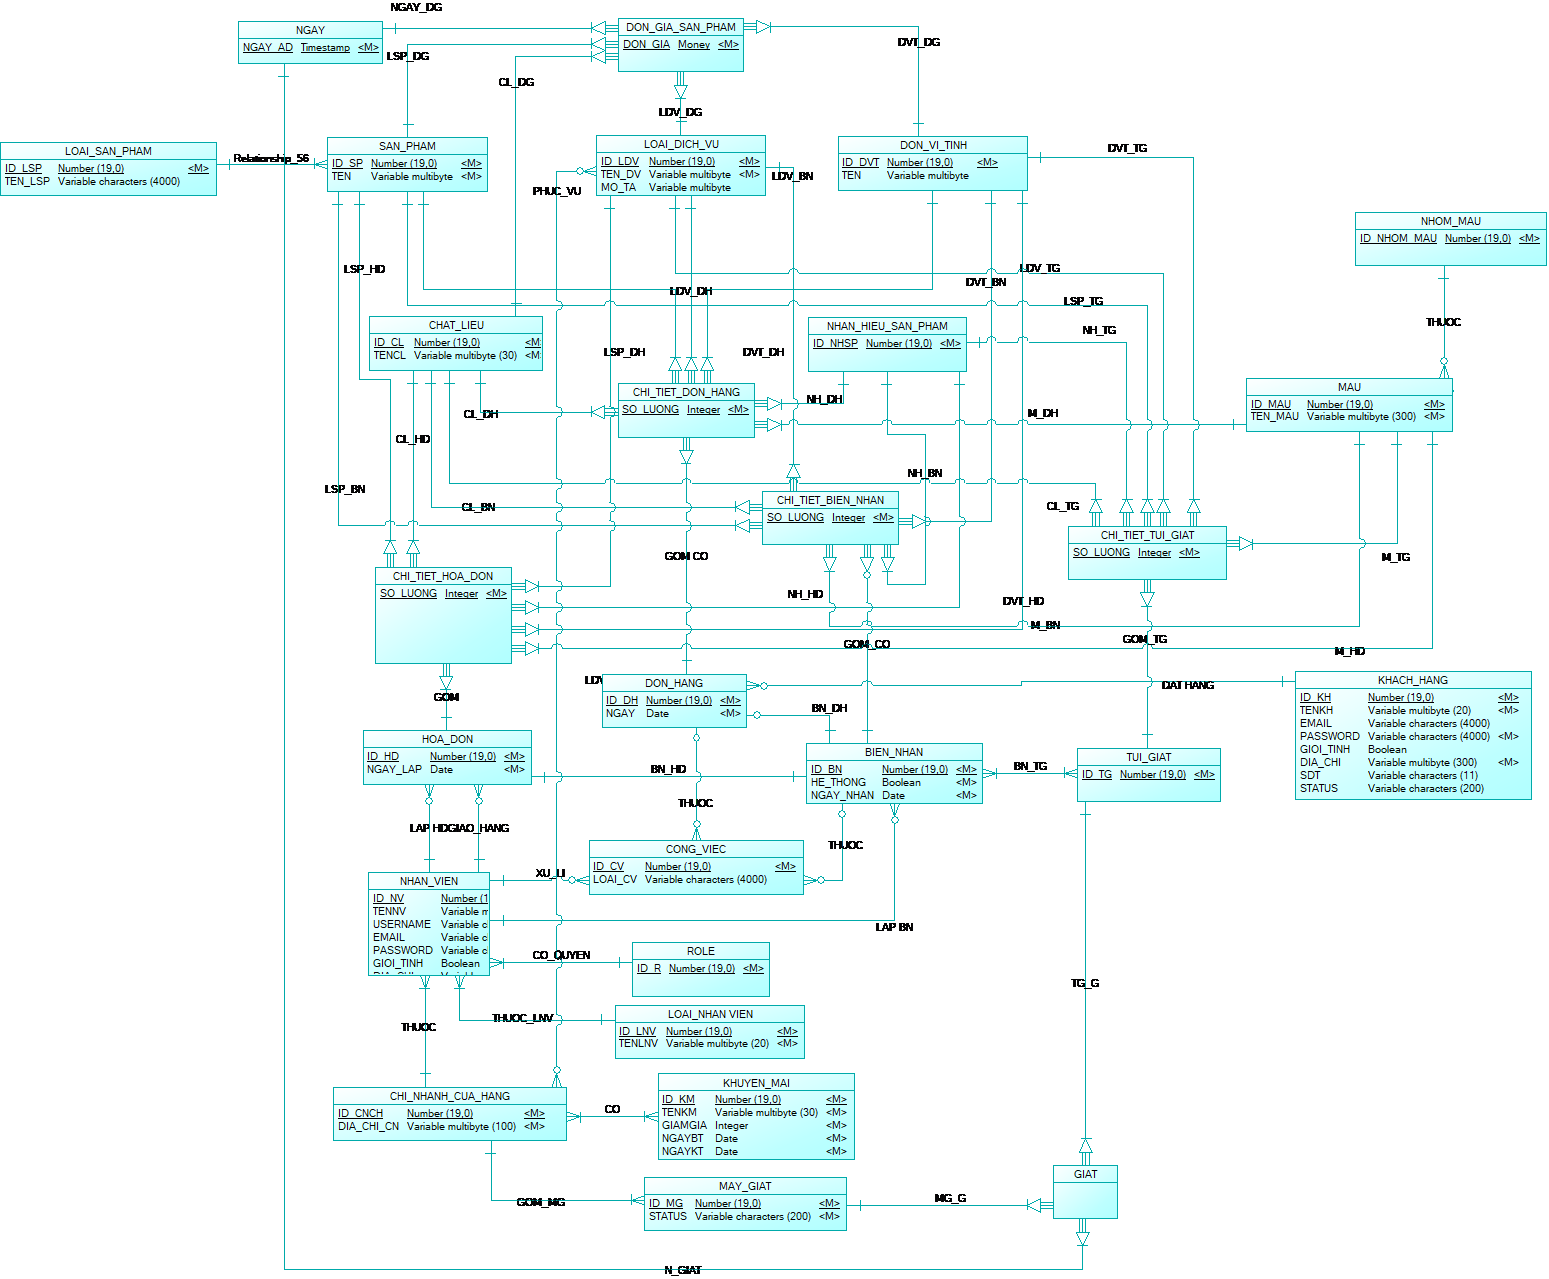 NGAY_DG
NGAY
NGAY_AD Timestamp <M>
DON_GIA_SAN_PHAM
DON_GIA Money <M>
LSP_DG
CL_DG
DVT_DG
LDV_DG
LOAI_SAN_PHAM
ID_LSP Number (19,0) <M>
TEN_LSP Variable characters (4000)
Relationship_56
SAN_PHAM
ID_SP Number (19,0) <M>
TEN Variable multibyte <M>
LOAI_DICH_VU
ID_LDV Number (19,0) <M>
TEN_DV Variable multibyte <M>
MO_TA Variable multibyte
DON_VI_TINH
ID_DVT Number (19,0) <M>
TEN Variable multibyte
DVT_TG
PHUC_VU
LDV_BN
NHOM_MAU
ID_NHOM_MAU Number (19,0) <M>
LSP_HD
LDV_TG
DVT_BN
LDV_DH
LSP_TG
THUOC
CHAT_LIEU
ID_CL Number (19,0) <M
TENCL Variable multibyte (30) <M
NHAN_HIEU_SAN_PHAM
ID_NHSP Number (19,0) <M>
NH_TG
LSP_DH
DVT_DH
CHI_TIET_DON_HANG
SO_LUONG Integer <M>
NH_DH
MAU
ID_MAU Number (19,0) <M>
TEN_MAU Variable multibyte (300) <M>
CL_DH
M_DH
CL_HD
NH_BN
LSP_BN
CL_BN
CHI_TIET_BIEN_NHAN
SO_LUONG Integer <M>
CL_TG
CHI_TIET_TUI_GIAT
SO_LUONG Integer <M>
M_TG
GOM CO
CHI_TIET_HOA_DON
SO_LUONG Integer <M>
NH_HD
DVT_HD
M_BN
GOM_TG
GOM_CO
M_HD
GOM
LDV
DON_HANG
ID_DH Number (19,0) <M>
NGAY Date <M>
DAT HANG
KHACH_HANG
ID_KH Number (19,0) <M>
TENKH Variable multibyte (20) <M>
EMAIL Variable characters (4000)
PASSWORD Variable characters (4000) <M>
GIOI_TINH Boolean
DIA_CHI Variable multibyte (300) <M>
SDT Variable characters (11)
STATUS Variable characters (200)
BN_DH
HOA_DON
ID_HD Number (19,0) <M>
NGAY_LAP Date <M>
BN_HD
BIEN_NHAN
ID_BN Number (19,0) <M>
HE_THONG Boolean <M>
NGAY_NHAN Date <M>
BN_TG
TUI_GIAT
ID_TG Number (19,0) <M>
THUOC
LAP HD
GIAO_HANG
THUOC
CONG_VIEC
ID_CV Number (19,0) <M>
LOAI_CV Variable characters (4000)
XU_LI
NHAN_VIEN
ID_NV Number (1
TENNV Variable m
USERNAME Variable c
EMAIL Variable c
PASSWORD Variable c
GIOI_TINH Boolean
LAP BN
CO_QUYEN
ROLE
ID_R Number (19,0) <M>
TG_G
THUOC_LNV
LOAI_NHAN VIEN
ID_LNV Number (19,0) <M>
TENLNV Variable multibyte (20) <M>
THUOC
CHI_NHANH_CUA_HANG
ID_CNCH Number (19,0) <M>
DIA_CHI_CN Variable multibyte (100) <M>
CO
KHUYEN_MAI
ID_KM Number (19,0) <M>
TENKM Variable multibyte (30) <M>
GIAMGIA Integer <M>
NGAYBT Date <M>
NGAYKT Date <M>
GOM_MG
MAY_GIAT
ID_MG Number (19,0) <M>
STATUS Variable characters (200) <M>
MG_G
GIAT
N_GIAT